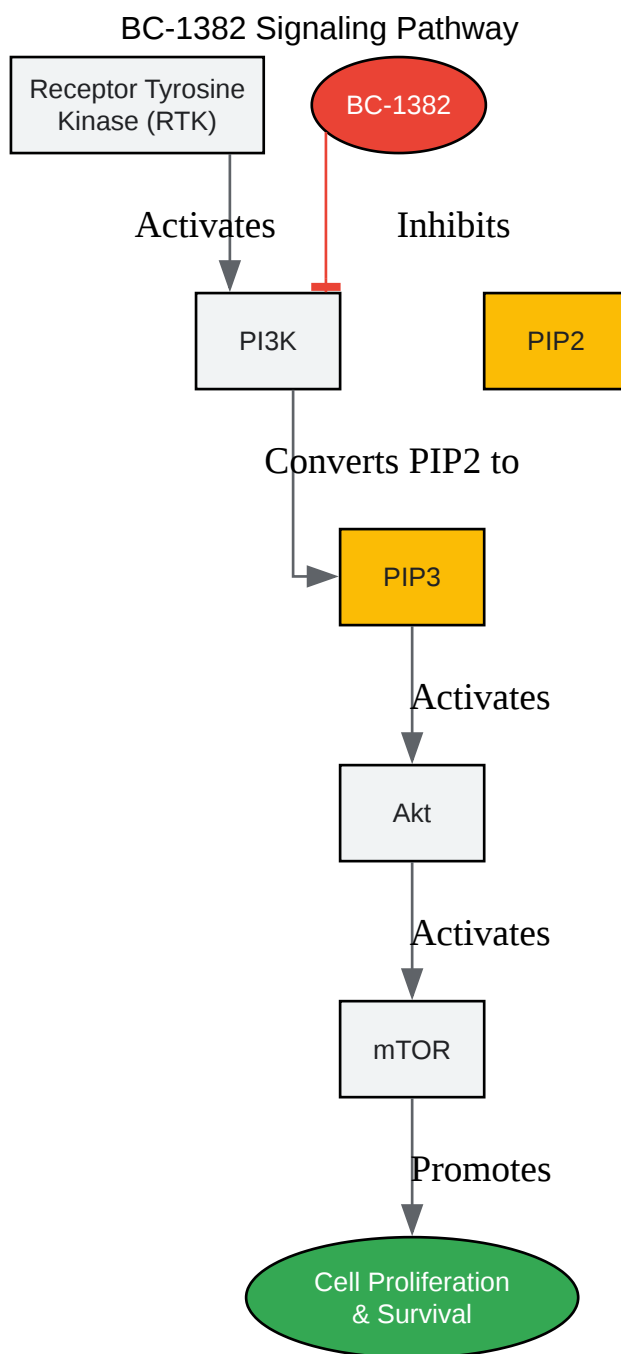 BC-1382 Signaling Pathway
Receptor Tyrosine
Kinase (RTK)
BC-1382
Activates
Inhibits
PI3K
PIP2
Converts PIP2 to
PIP3
Activates
Akt
Activates
mTOR
Promotes
Cell Proliferation
& Survival